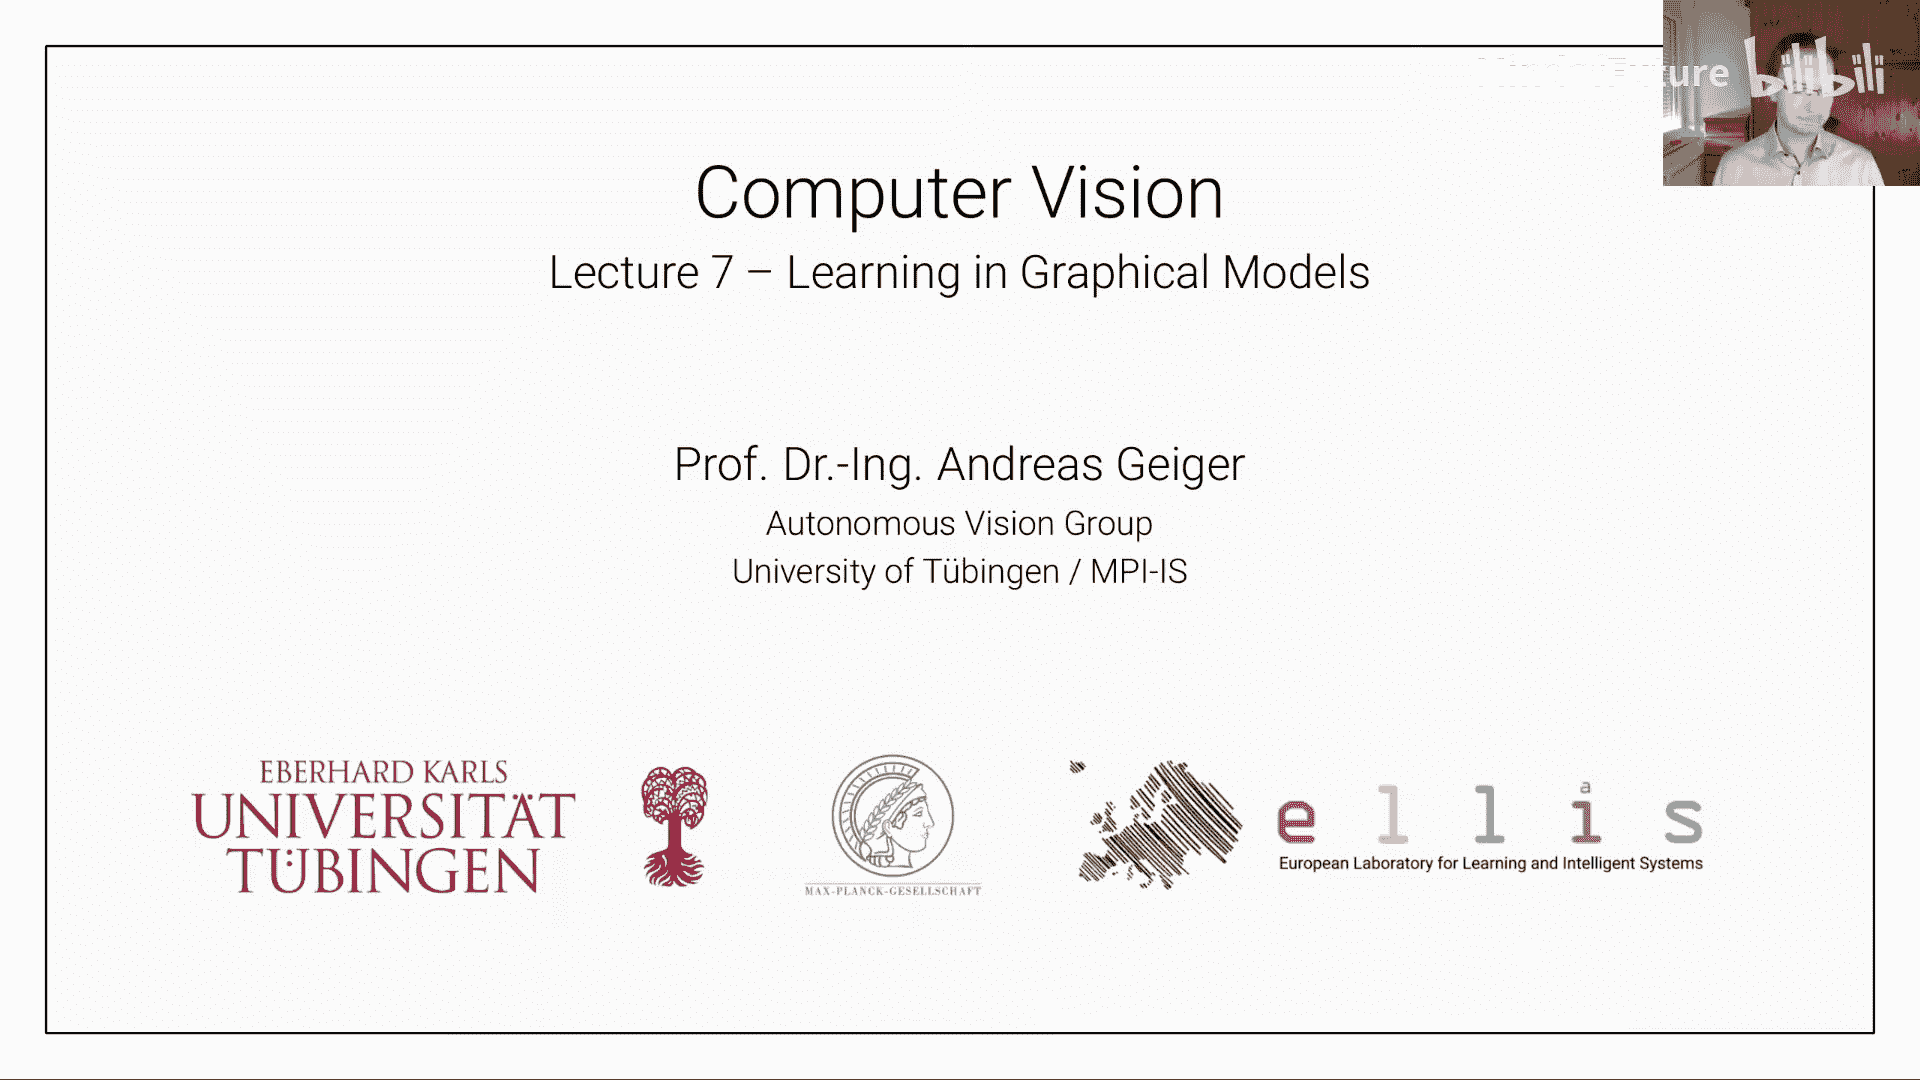 Computer Vision
Lecture 7 – Learning in Graphical Models
Prof. Dr.-Ing. Andreas Geiger
Autonomous Vision Group
University of Tübingen / MPI-IS
EBERHARD KARLS
UNIVERSITÄT
TÜBINGEN
MAX-PLANCK-GESELLSCHAFT
ellis
a
European Laboratory for Learning and Intelligent Systems
bilibili